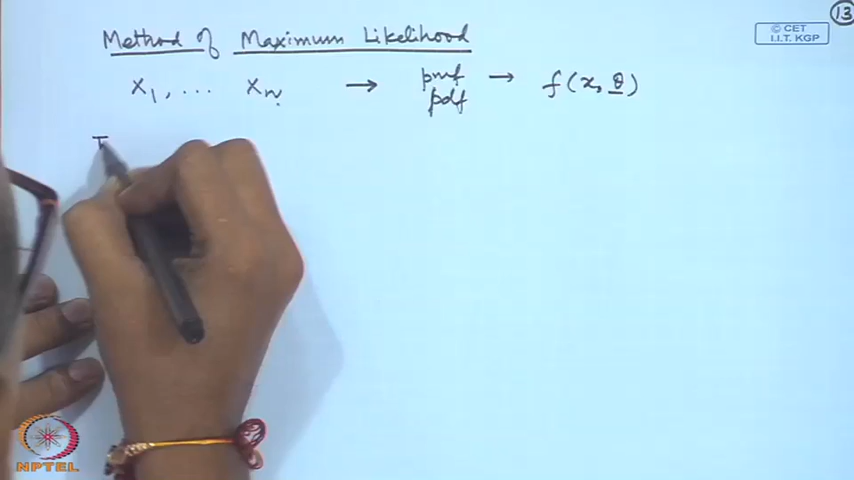 13
© CET
I.I.T. KGP
Method of Maximum Likelihood
X₁, ... Xₙ → pmf → f(x, θ)
pdf
NPTEL